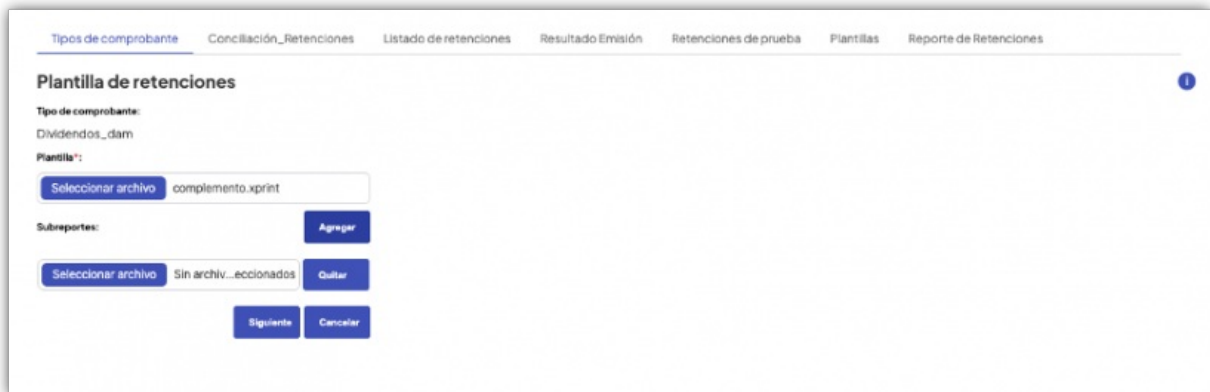 Tipos de comprobante Conciliación_Retenciones Listado de retenciones Resultado Emisión Retenciones de prueba Plantillas Reporte de Retenciones
Plantilla de retenciones
i
Tipo de comprobante:
Dividendos_dam
Plantilla*:
Seleccionar archivo complemento.xprint
Subreportes: Agregar
Seleccionar archivo Sin archiv...eccionados Quitar
Siguiente Cancelar